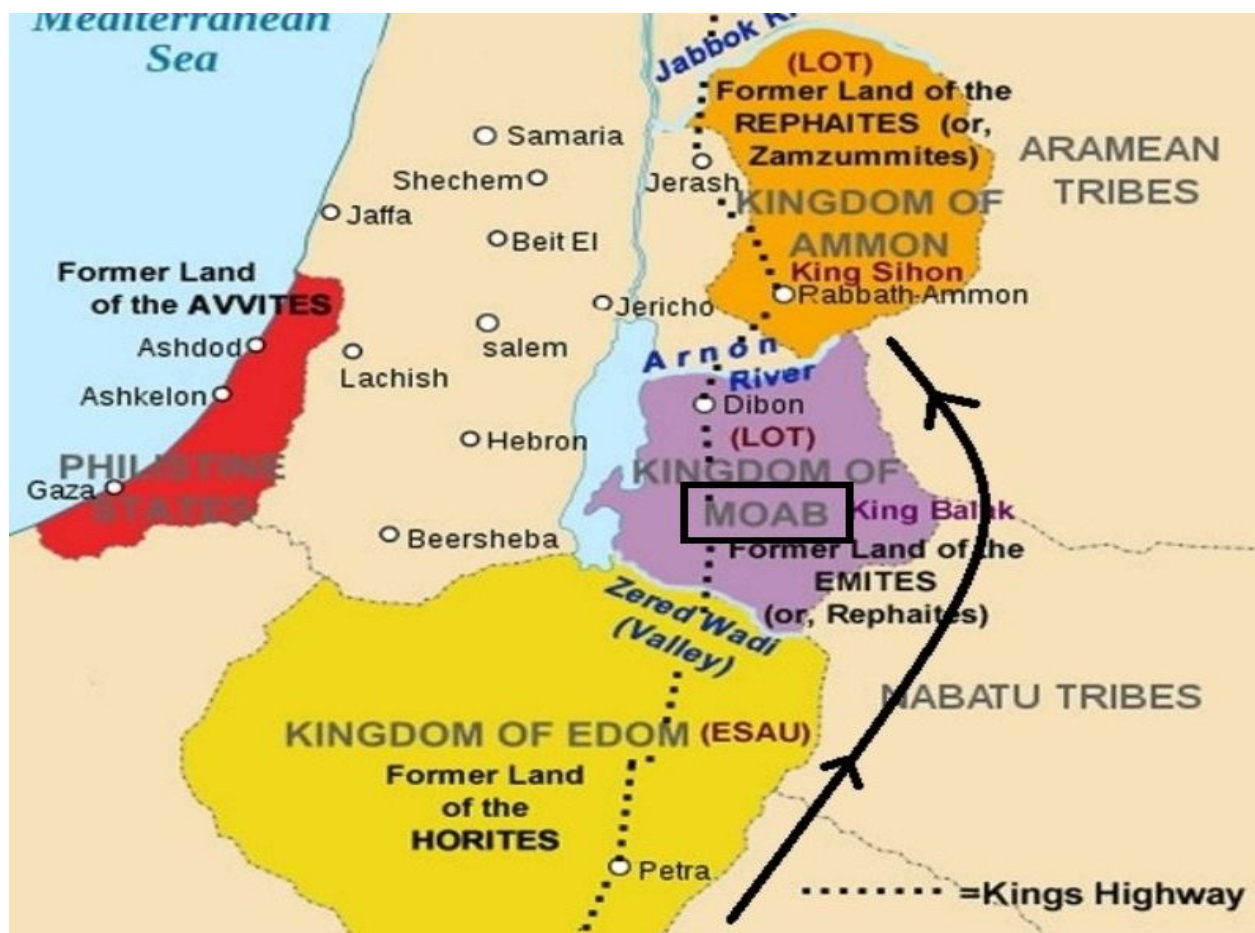 Mediterranean
Sea
Jabbok R
(LOT)
Former Land of the
REPHAITES (or,
Zamzummites)
ARAMEAN
TRIBES
Samaria
Shechem
Jerash
KINGDOM OF
AMMON
Jaffa
Beit El
King Sihon
Former Land
of the AVVITES
Jericho
Rabbath-Ammon
Ashdod
salem
Arnon
River
Lachish
Ashkelon
Dibon
Hebron
(LOT)
KINGDOM OF
MOAB
King Balak
PHILISTINE
STATES
Gaza
Beersheba
Former Land of the
EMITES
(or, Rephaites)
Zered Wadi
(Valley)
NABATU TRIBES
KINGDOM OF EDOM (ESAU)
Former Land
of the
HORITES
Petra
=Kings Highway